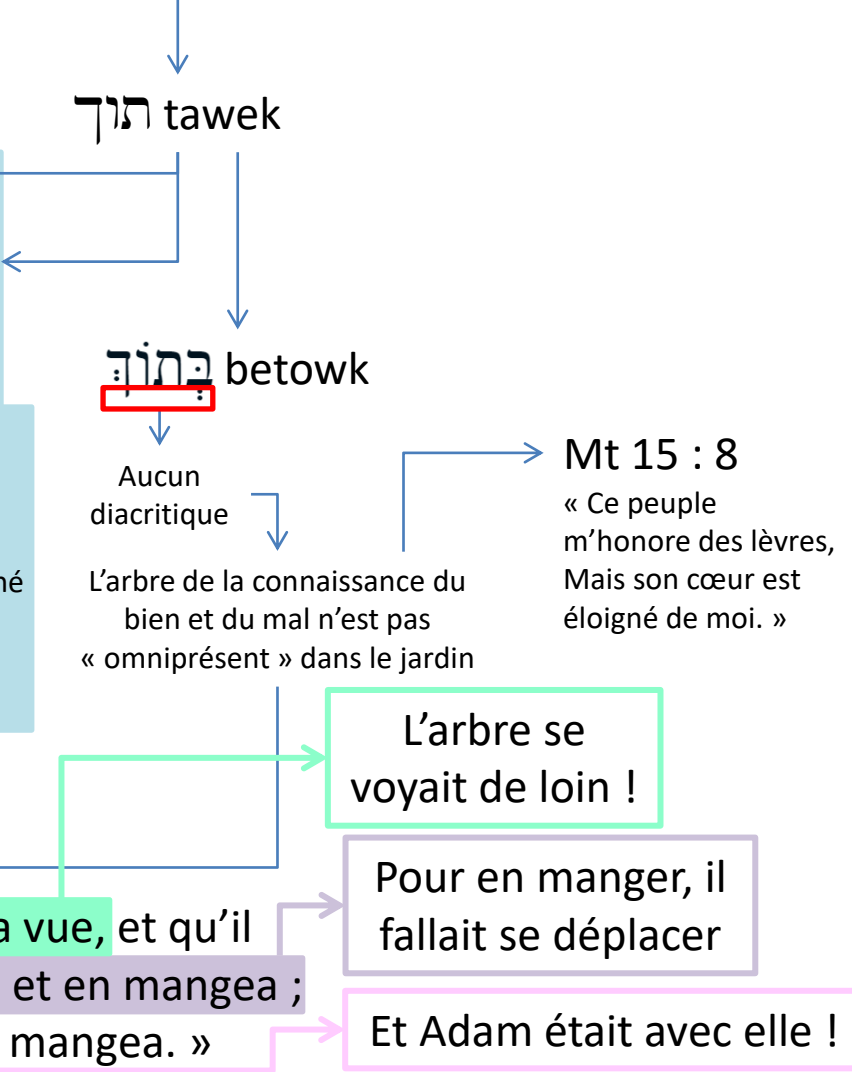 תוך tawek
בְּתוֹךְ betowk
Aucun
diacritique
Mt 15 : 8
« Ce peuple
m’honore des lèvres,
Mais son cœur est
éloigné de moi. »
né
L’arbre de la connaissance du
bien et du mal n’est pas
« omniprésent » dans le jardin
L’arbre se
voyait de loin !
Pour en manger, il
fallait se déplacer
a vue, et qu’il
et en mangea ;
mangea. »
Et Adam était avec elle !